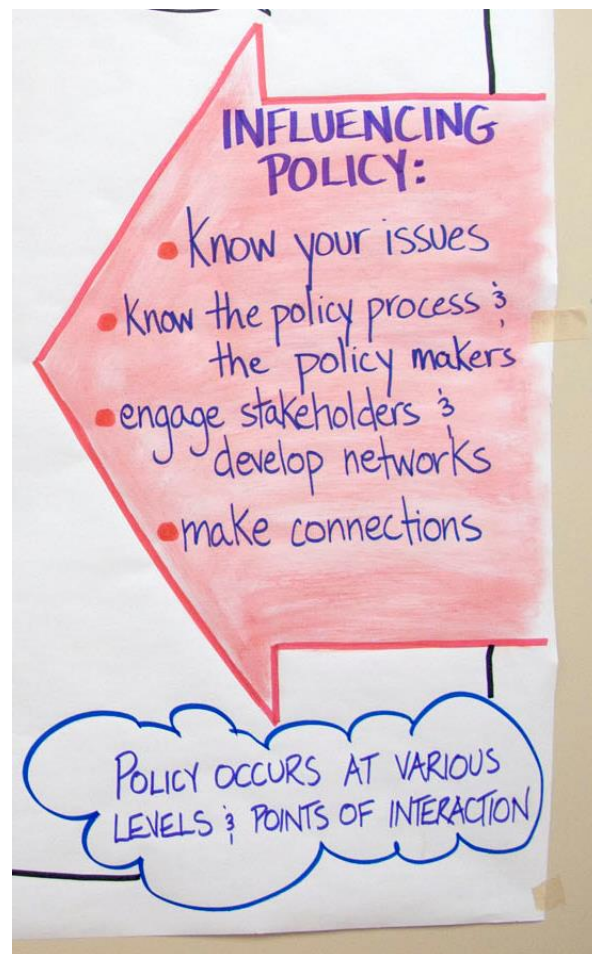 INFLUENCING
POLICY:
• Know your issues
• Know the policy process &
the policy makers
• engage stakeholders &
develop networks
• make connections
POLICY OCCURS AT VARIOUS
LEVELS & POINTS OF INTERACTION